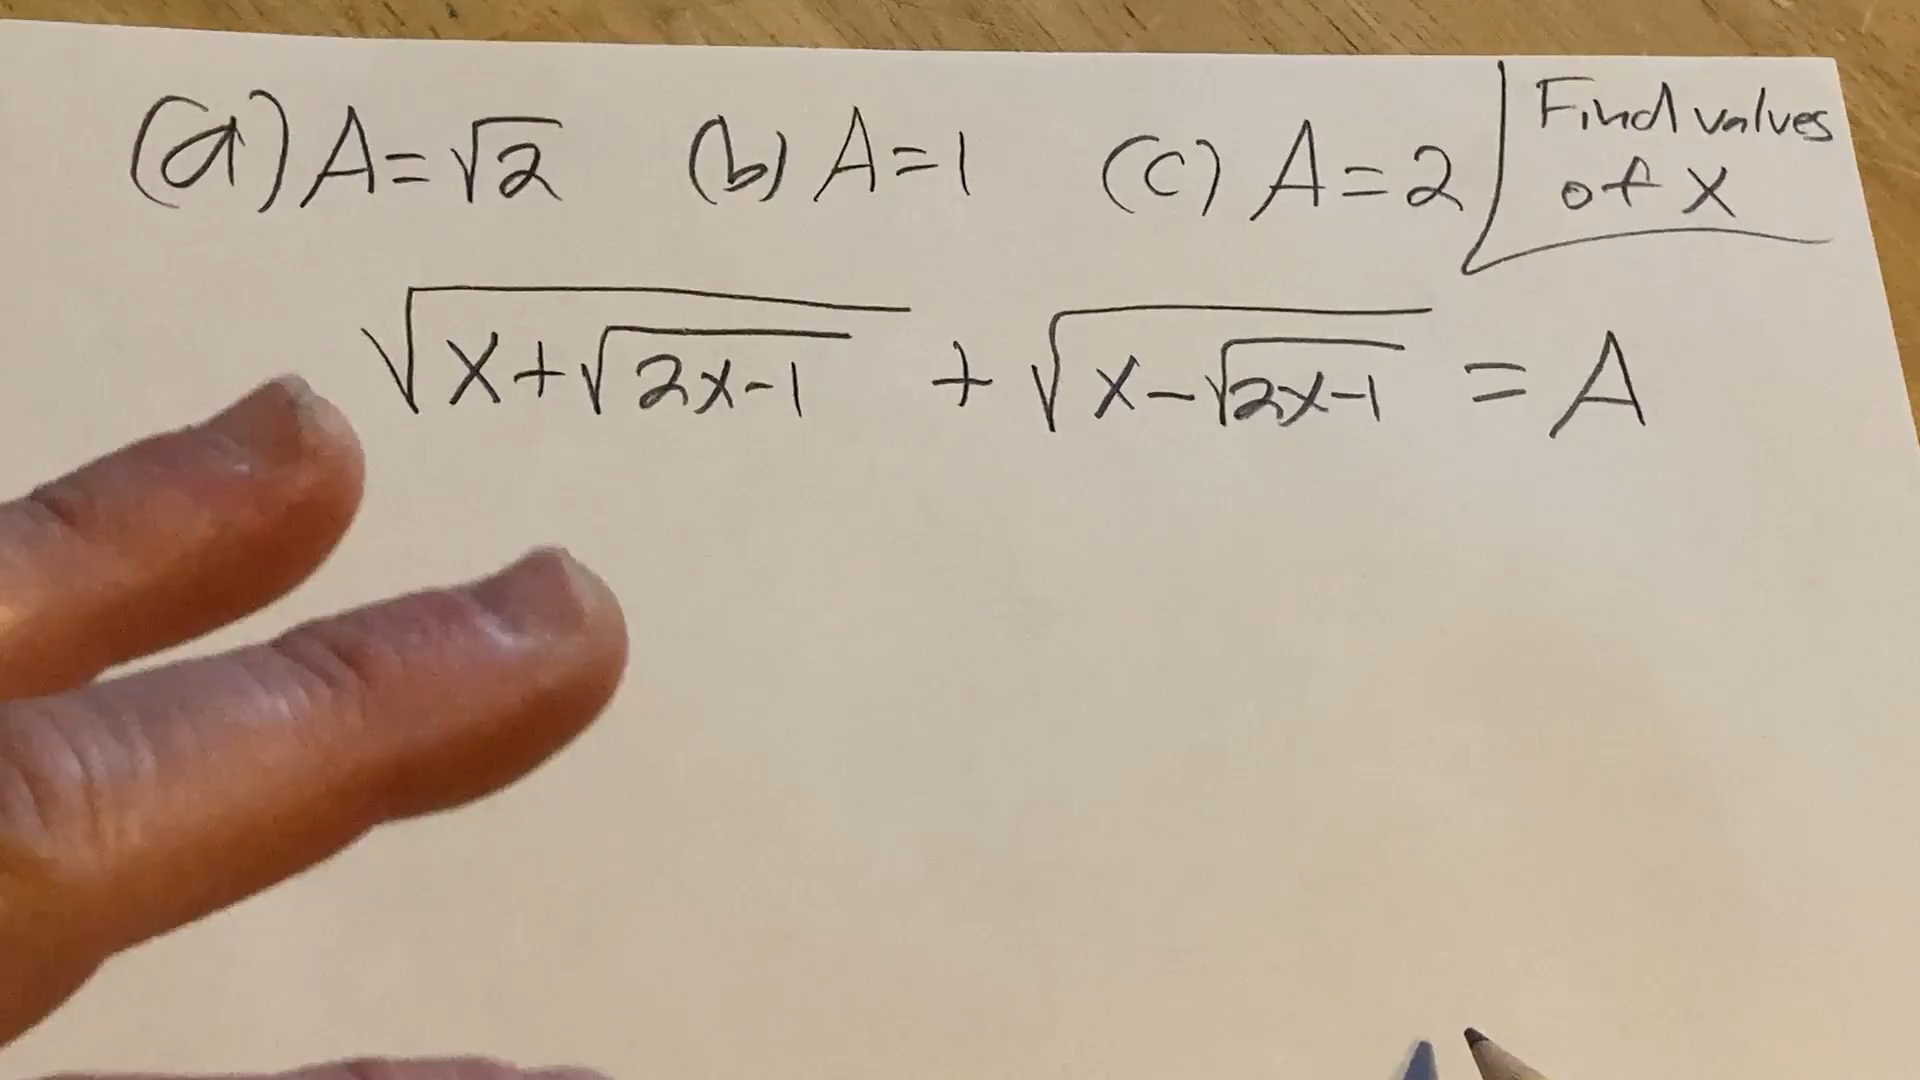 (a) A=√2 (b) A=1 (c) A=2
Find values
of x
√(x+√(2x-1)) + √(x-√(2x-1)) = A